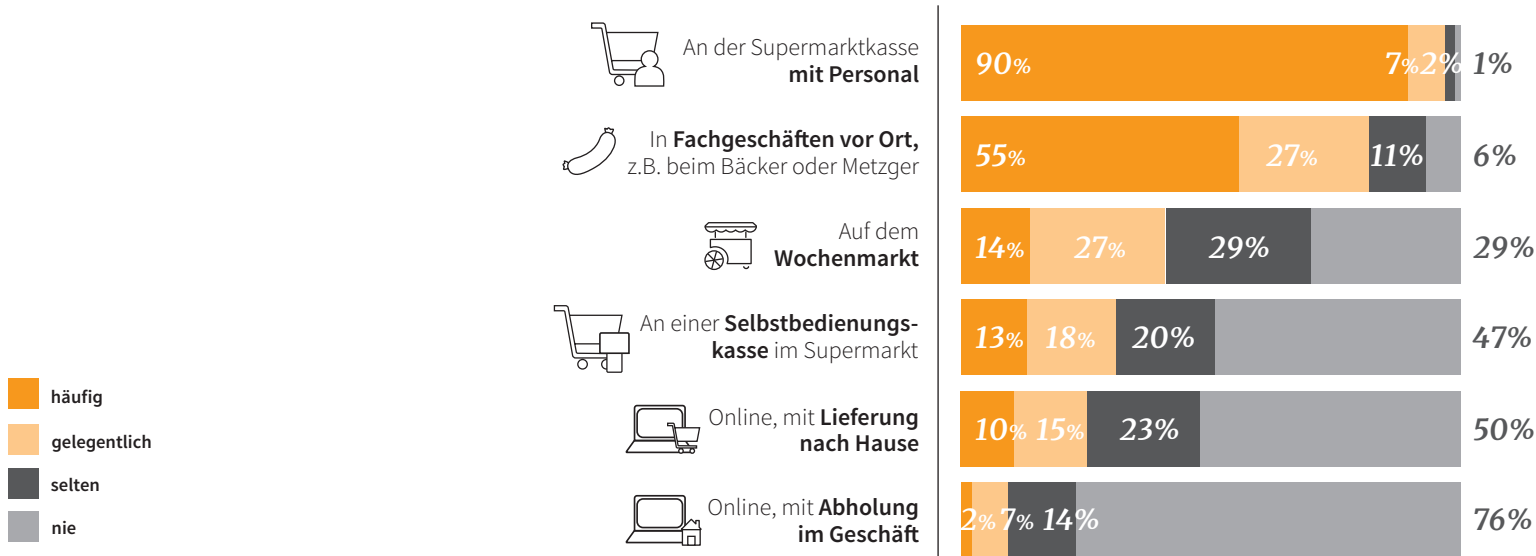 An der Supermarktkasse
mit Personal
90% 7% 2% 1%
In Fachgeschäften vor Ort,
z.B. beim Bäcker oder Metzger
55% 27% 11% 6%
Auf dem
Wochenmarkt
14% 27% 29% 29%
An einer Selbstbedienungs-
kasse im Supermarkt
13% 18% 20% 47%
Online, mit Lieferung
nach Hause
10% 15% 23% 50%
Online, mit Abholung
im Geschäft
2% 7% 14% 76%
häufig
gelegentlich
selten
nie